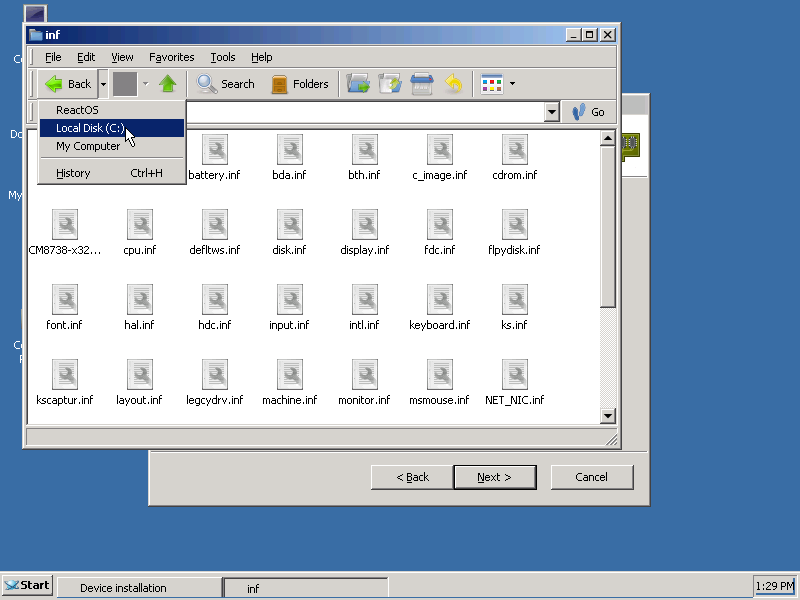 inf
File Edit View Favorites Tools Help
Back Search Folders
Go
ReactOS
Local Disk (C:)
My Computer
History Ctrl+H
battery.inf bda.inf bth.inf c_image.inf cdrom.inf
CM8738-x32... cpu.inf defltws.inf disk.inf display.inf fdc.inf flpydisk.inf
font.inf hal.inf hdc.inf input.inf intl.inf keyboard.inf ks.inf
kscaptur.inf layout.inf legcydrv.inf machine.inf monitor.inf msmouse.inf NET_NIC.inf
My
< Back Next > Cancel
Start Device installation inf 1:29 PM